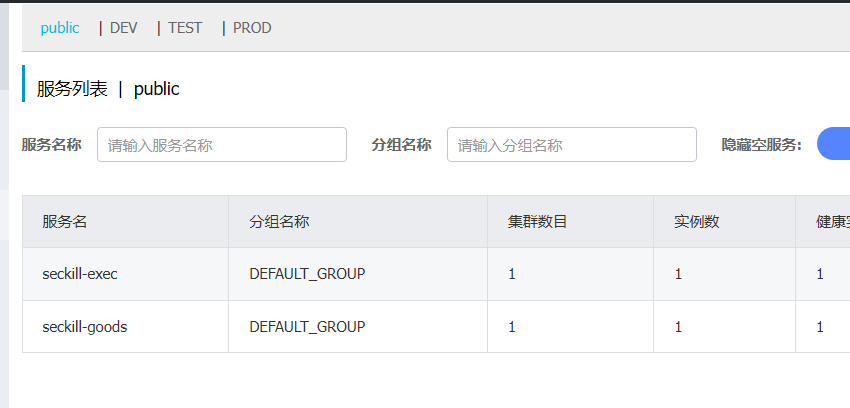 public | DEV | TEST | PROD
服务列表 | public
服务名称 请输入服务名称 分组名称 请输入分组名称 隐藏空服务:
服务名 分组名称 集群数目 实例数 健康
seckill-exec DEFAULT_GROUP 1 1 1
seckill-goods DEFAULT_GROUP 1 1 1